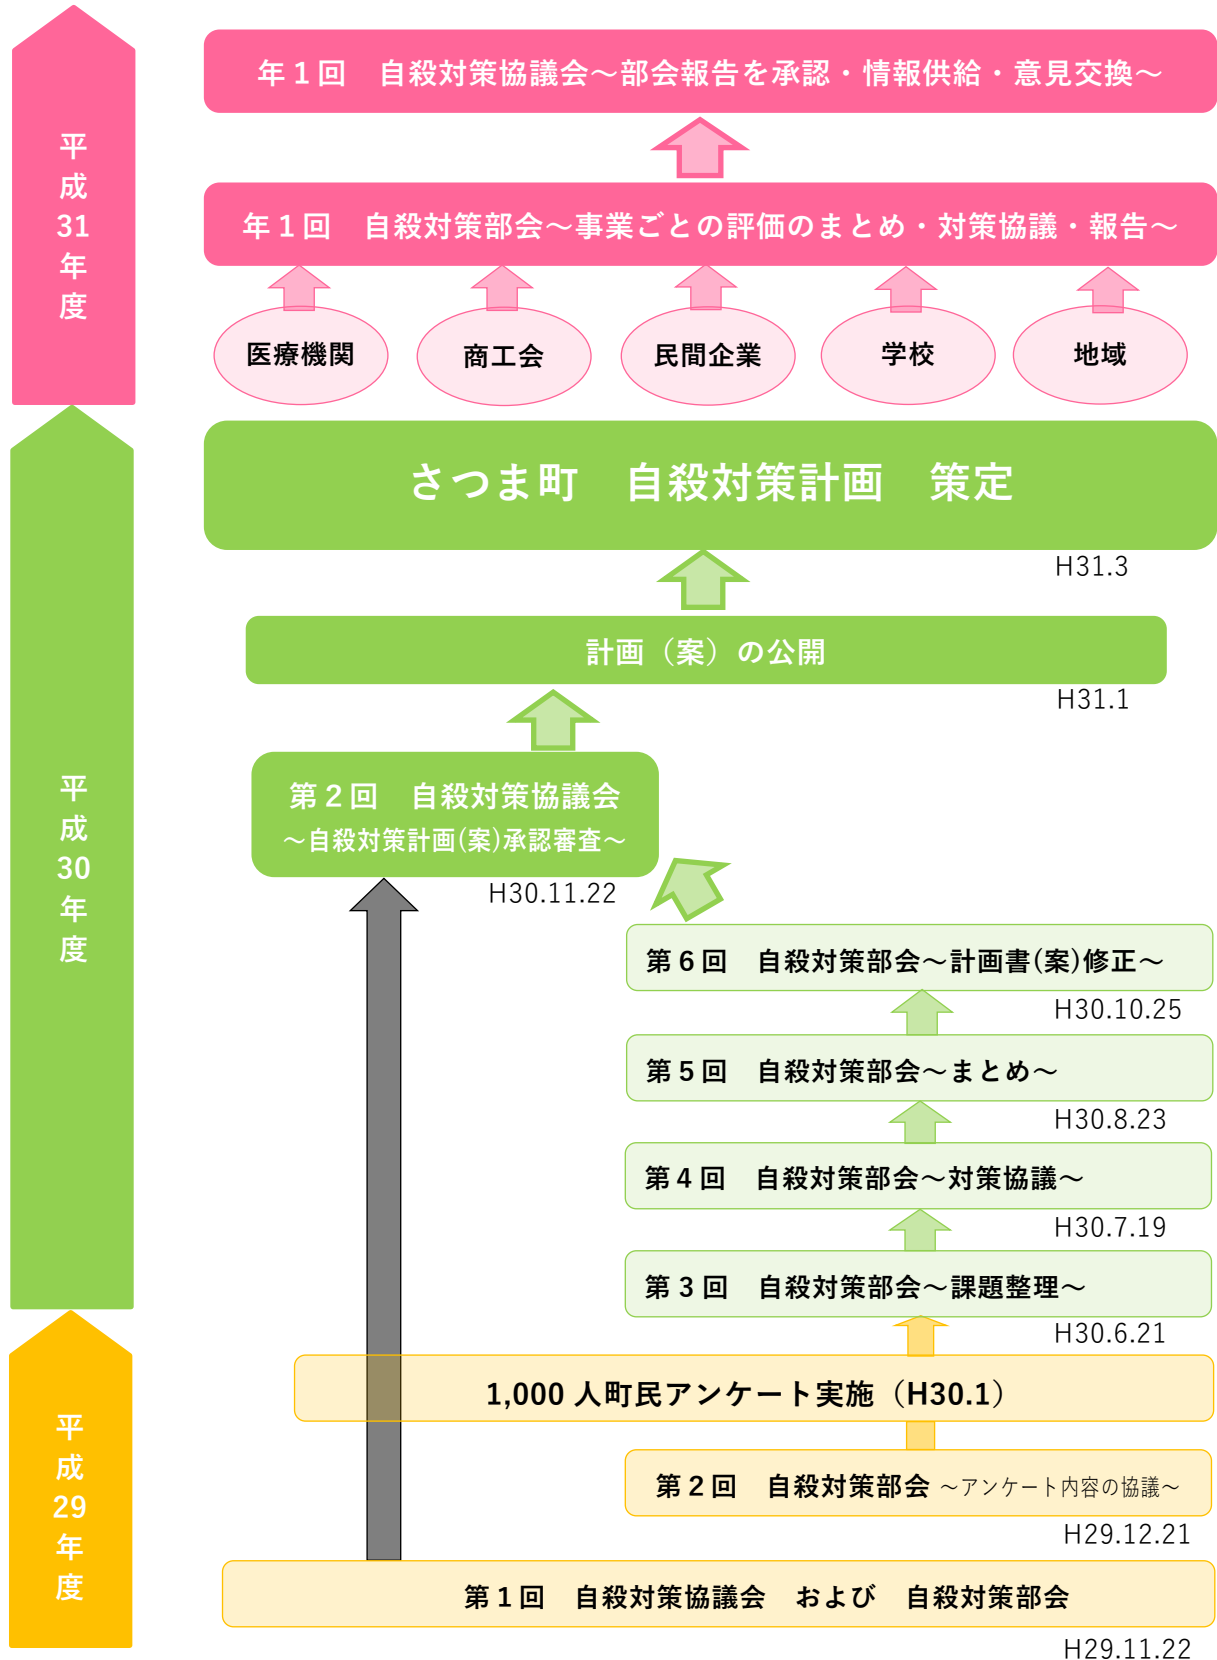 平成31年度
年１回　自殺対策協議会～部会報告を承認・情報供給・意見交換～
年１回　自殺対策部会～事業ごとの評価のまとめ・対策協議・報告～
医療機関
商工会
民間企業
学校
地域
平成30年度
さつま町　自殺対策計画　策定
H31.3
計画（案）の公開
H31.1
第２回　自殺対策協議会
～自殺対策計画(案)承認審査～
H30.11.22
第６回　自殺対策部会～計画書(案)修正～
H30.10.25
第５回　自殺対策部会～まとめ～
H30.8.23
第４回　自殺対策部会～対策協議～
H30.7.19
第３回　自殺対策部会～課題整理～
H30.6.21
平成29年度
1,000 人町民アンケート実施（H30.1）
第２回　自殺対策部会 ～アンケート内容の協議～
H29.12.21
第１回　自殺対策協議会　および　自殺対策部会
H29.11.22